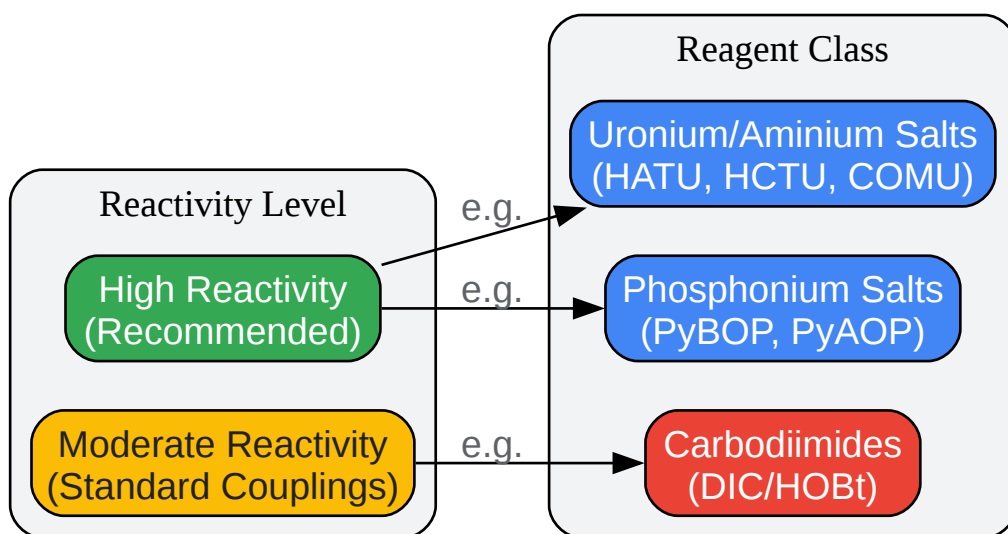 Reactivity Level
High Reactivity
(Recommended)
Moderate Reactivity
(Standard Couplings)
e.g.
e.g.
e.g.
Reagent Class
Uronium/Aminium Salts
(HATU, HCTU, COMU)
Phosphonium Salts
(PyBOP, PyAOP)
Carbodiimides
(DIC/HOBt)